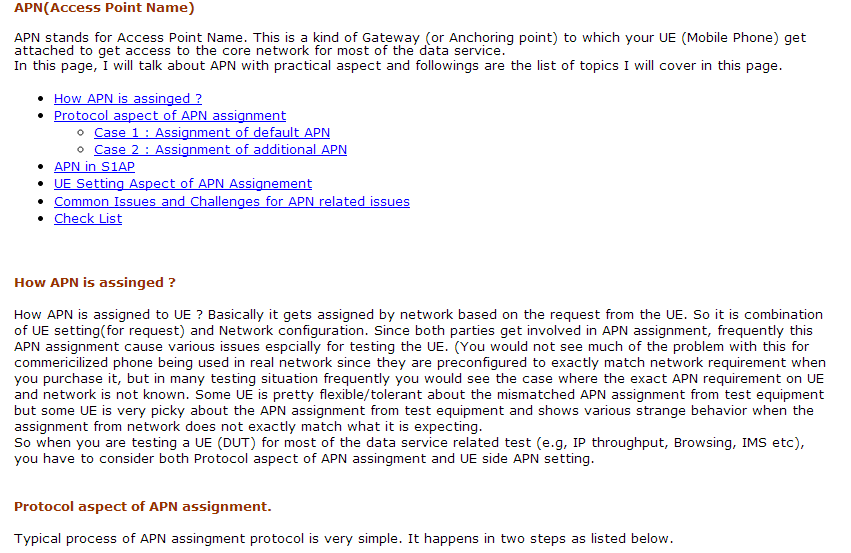 APN(Access Point Name)
APN stands for Access Point Name. This is a kind of Gateway (or Anchoring point) to which your UE (Mobile Phone) get
attached to get access to the core network for most of the data service.
In this page, I will talk about APN with practical aspect and followings are the list of topics I will cover in this page.
How APN is assinged ?
Protocol aspect of APN assignment
Case 1 : Assignment of default APN
Case 2 : Assignment of additional APN
APN in S1AP
UE Setting Aspect of APN Assignement
Common Issues and Challenges for APN related issues
Check List
How APN is assinged ?
How APN is assigned to UE ? Basically it gets assigned by network based on the request from the UE. So it is combination
of UE setting(for request) and Network configuration. Since both parties get involved in APN assignment, frequently this
APN assignment cause various issues espcially for testing the UE. (You would not see much of the problem with this for
commericilized phone being used in real network since they are preconfigured to exactly match network requirement when
you purchase it, but in many testing situation frequently you would see the case where the exact APN requirement on UE
and network is not known. Some UE is pretty flexible/tolerant about the mismatched APN assignment from test equipment
but some UE is very picky about the APN assignment from test equipment and shows various strange behavior when the
assignment from network does not exactly match what it is expecting.
So when you are testing a UE (DUT) for most of the data service related test (e.g, IP throughput, Browsing, IMS etc),
you have to consider both Protocol aspect of APN assingment and UE side APN setting.
Protocol aspect of APN assignment.
Typical process of APN assingment protocol is very simple. It happens in two steps as listed below.